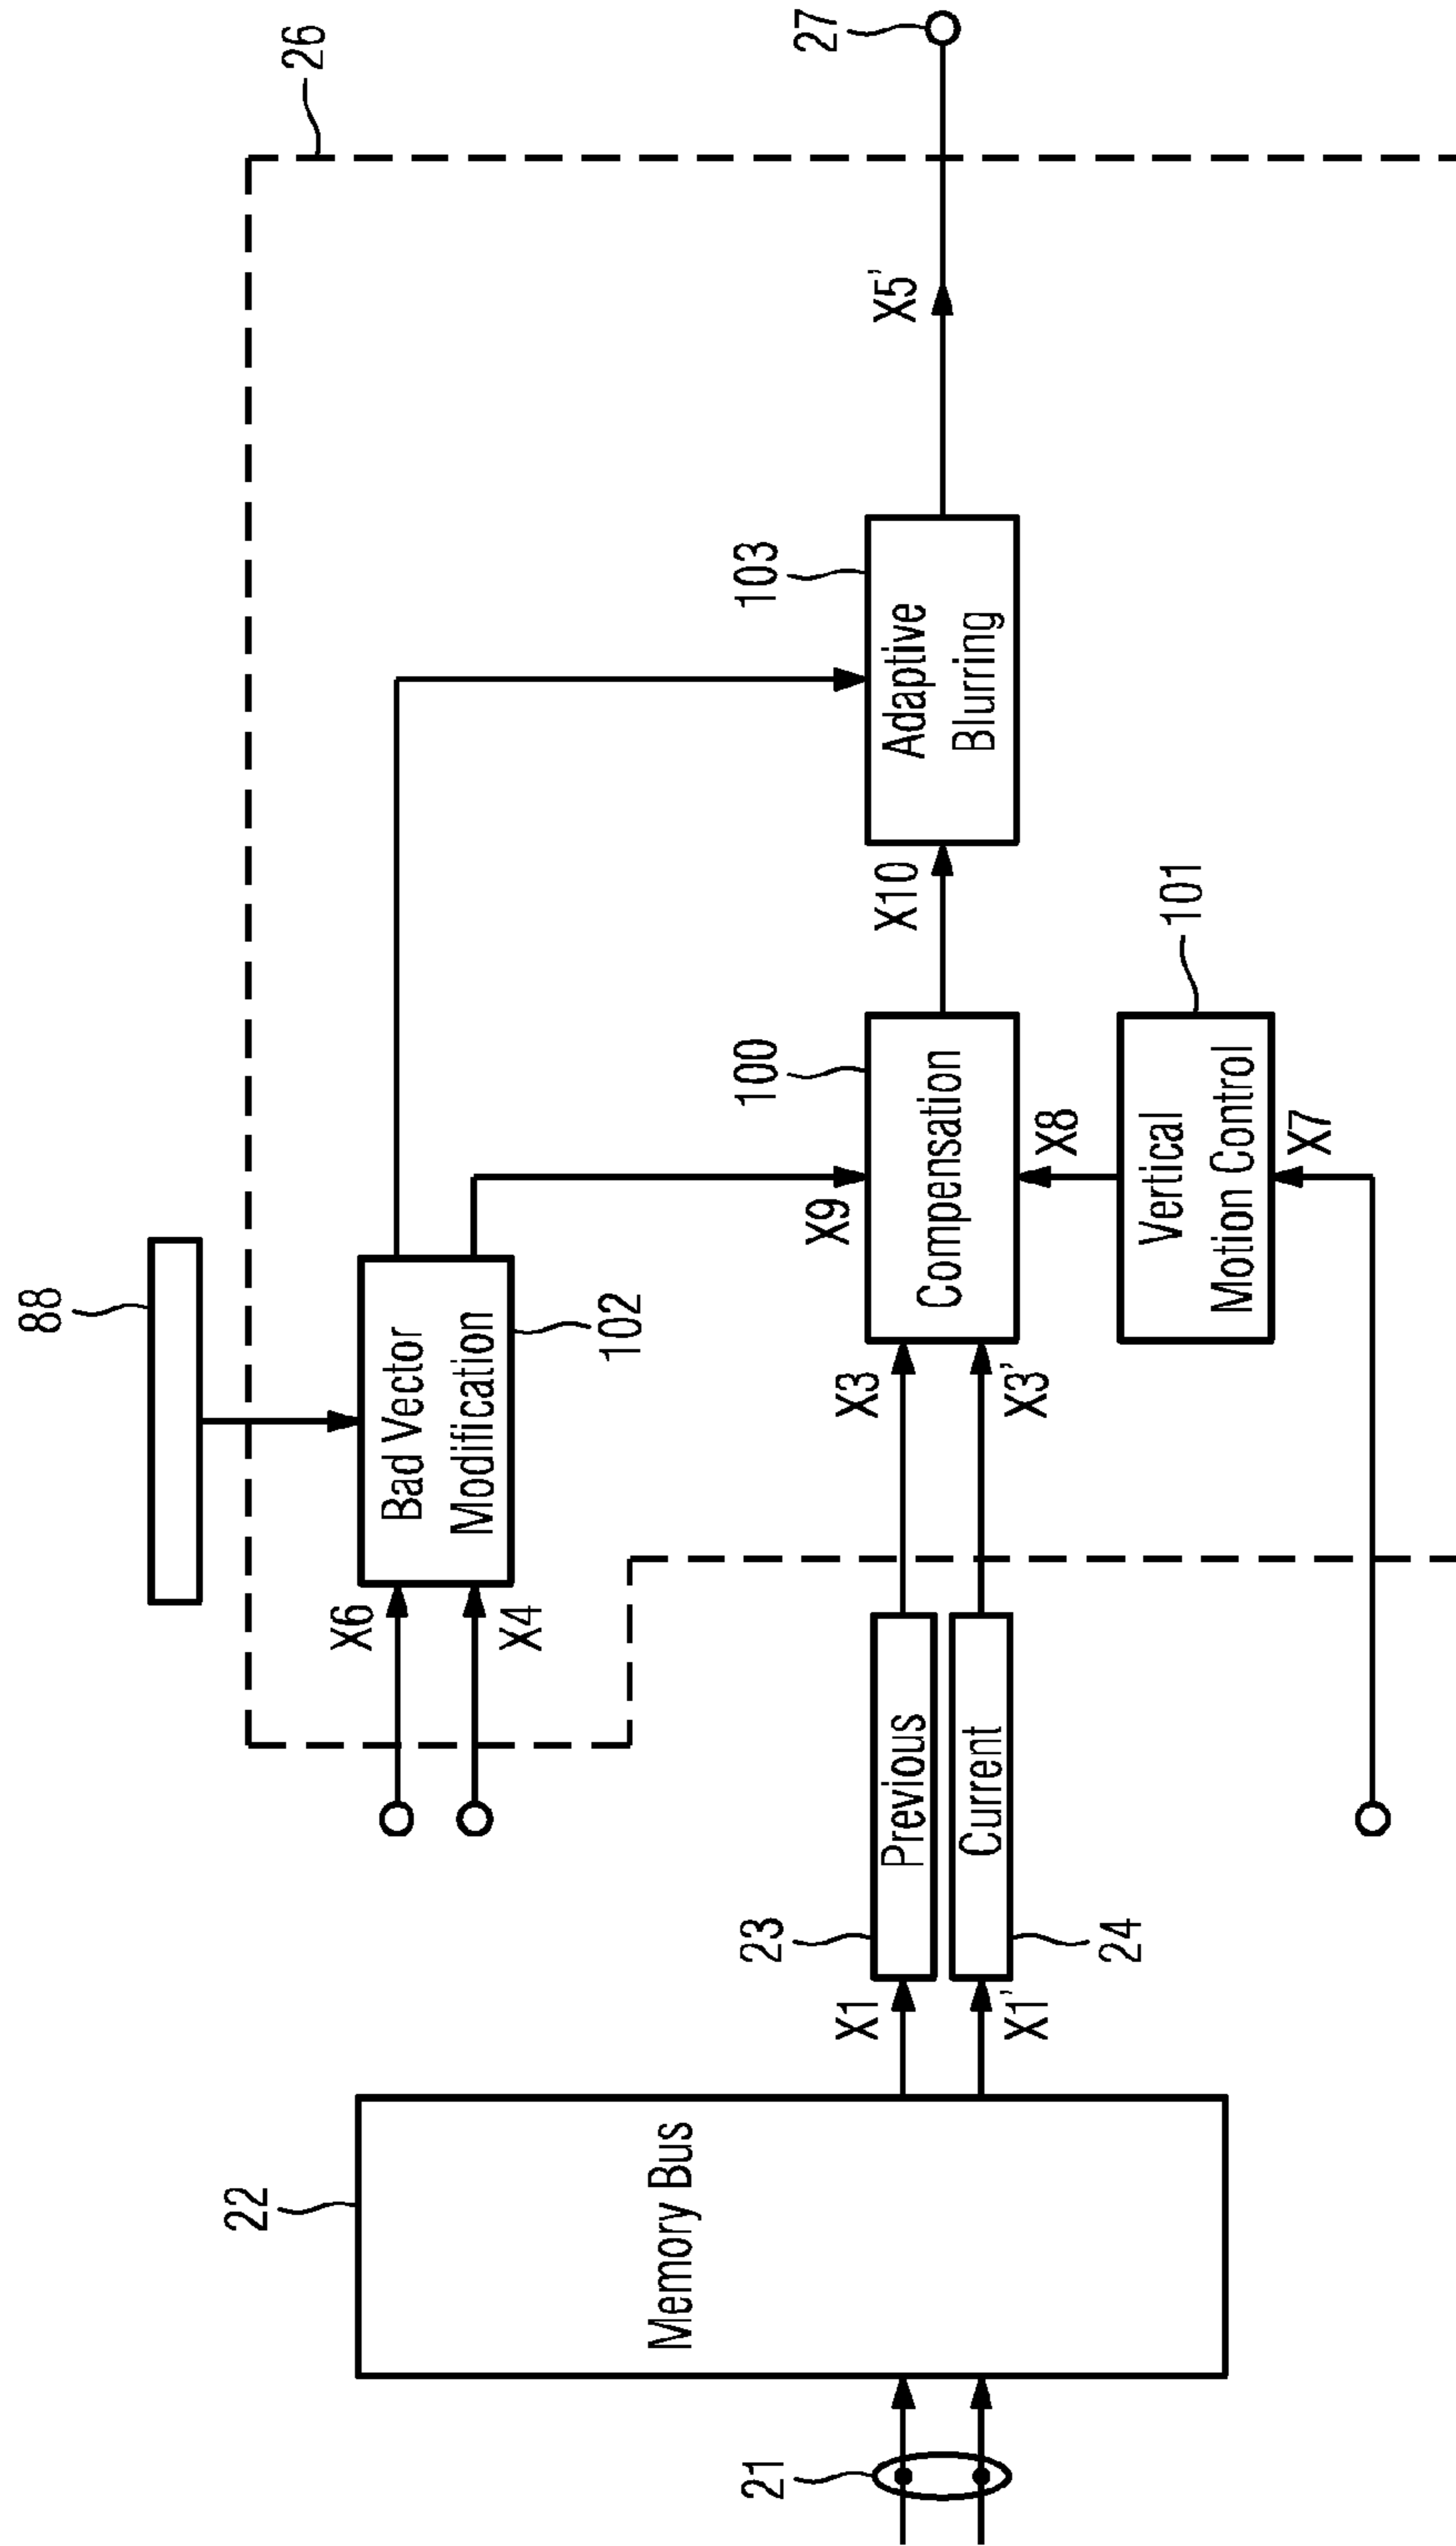 88
26
X6
X4
Bad Vector
Modification
102
22
Memory Bus
21
X1
X1'
23
Previous
Current
24
X3
X3'
X9
100
Compensation
X8
Vertical
Motion Control
101
X7
X10
103
Adaptive
Blurring
X5'
27